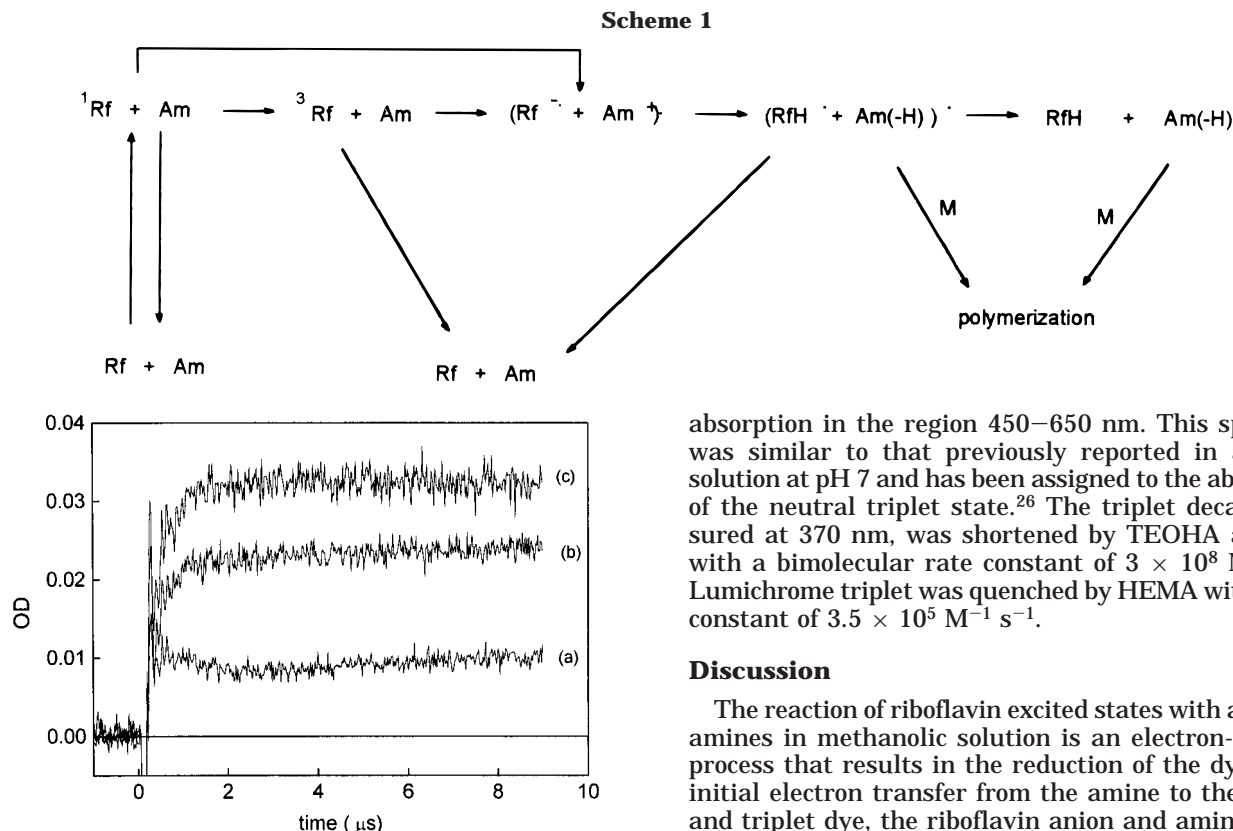 Scheme 1
¹Rf + Am
³Rf + Am
(Rf ⁻· + Am ⁺)·
(RfH · + Am(-H)) ·
RfH + Am(-H)
M
M
polymerization
Rf + Am
Rf + Am
0.04
0.03
0.02
0.01
0.00
OD
(c)
(b)
(a)
0 2 4 6 8 10
time ( μs)
absorption in the region 450–650 nm. This
was similar to that previously reported in
solution at pH 7 and has been assigned to the
of the neutral triplet state.²⁶ The triplet
at 370 nm, was shortened by TEOHA
with a bimolecular rate constant of 3 × 10⁸
Lumichrome triplet was quenched by HEMA
constant of 3.5 × 10⁵ M⁻¹ s⁻¹.
Discussion
The reaction of riboflavin excited states with
amines in methanolic solution is an electron-
process that results in the reduction of the
initial electron transfer from the amine to the
and triplet dye, the riboflavin anion and